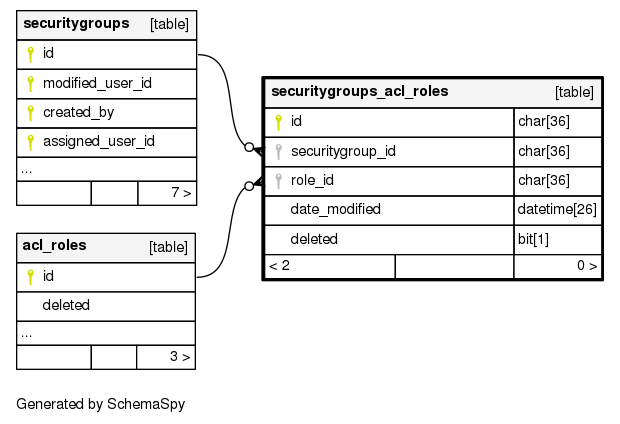 securitygroups [table]
id
modified_user_id
created_by
assigned_user_id
...
7 >
securitygroups_acl_roles [table]
id char[36]
securitygroup_id char[36]
role_id char[36]
date_modified datetime[26]
deleted bit[1]
< 2 0 >
acl_roles [table]
id
deleted
...
3 >
Generated by SchemaSpy